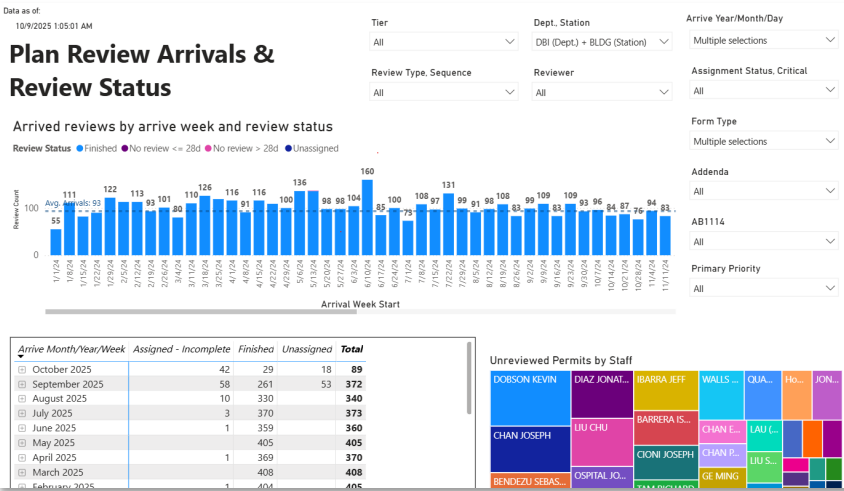 Data as of:
10/9/2025 1:05:01 AM
Plan Review Arrivals &
Review Status
Tier
All
Dept., Station
DBI (Dept.) + BLDG (Station)
Arrive Year/Month/Day
Multiple selections
Review Type, Sequence
All
Reviewer
All
Assignment Status, Critical
All
Form Type
Multiple selections
Addenda
All
AB1114
All
Primary Priority
All
Arrived reviews by arrive week and review status
Review Status Finished No review <= 28d No review > 28d Unassigned
Review Count
100
0
Avg. Arrivals: 93
55 111 122 113 93 101 80 110 126 116 91 116 100 136 98 98 104 160 85 100 73 108 97 131 99 91 98 108 83 99 109 83 109 93 96 84 87 76 94 83
1/1/24 1/8/24 1/15/24 1/22/24 1/29/24 2/5/24 2/12/24 2/19/24 2/26/24 3/4/24 3/11/24 3/18/24 3/25/24 4/1/24 4/8/24 4/15/24 4/22/24 4/29/24 5/6/24 5/13/24 5/20/24 5/27/24 6/3/24 6/10/24 6/17/24 6/24/24 7/1/24 7/8/24 7/15/24 7/22/24 7/29/24 8/5/24 8/12/24 8/19/24 8/26/24 9/2/24 9/9/24 9/16/24 9/23/24 9/30/24 10/7/24 10/14/24 10/21/24 10/28/24 11/4/24 11/11/24
Arrival Week Start
Arrive Month/Year/Week Assigned - Incomplete Finished Unassigned Total
October 2025 42 29 18 89
September 2025 58 261 53 372
August 2025 10 330 340
July 2025 3 370 373
June 2025 1 359 360
May 2025 405 405
April 2025 1 369 370
March 2025 408 408
February 2025 1 404 405
Unreviewed Permits by Staff
DOBSON KEVIN
CHAN JOSEPH
BENDEZU SEBAS...
DIAZ JONAT...
LIU CHU
OSPITAL JO...
IBARRA JEFF
BARRERA IS...
CIONI JOSEPH
TAM RICHARD
WALLS ...
CHAN E...
CHAN P...
GE MING
QUA...
LAU (...
LIU S...
Ho...
JON...